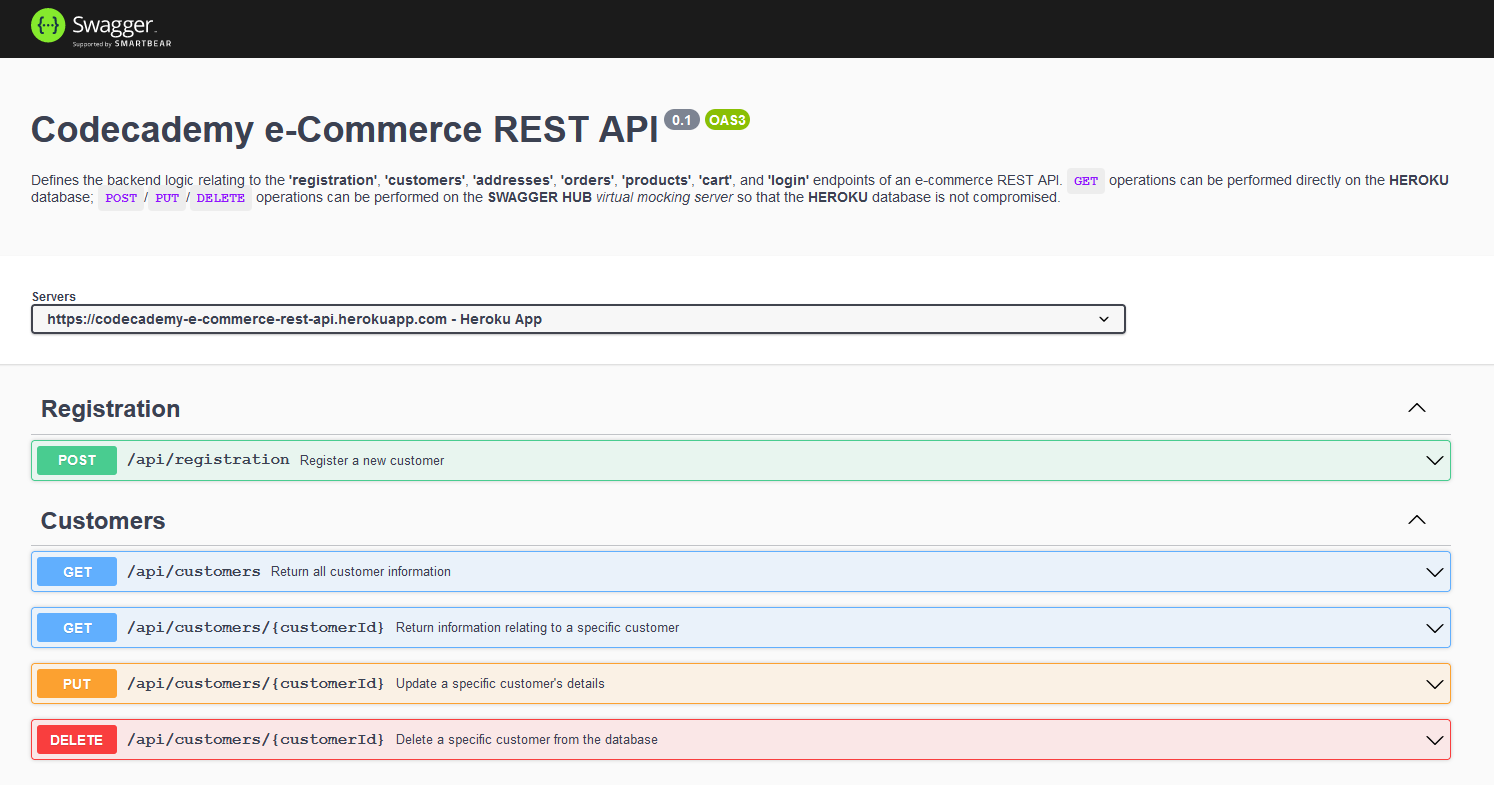 Swagger
Supported by SMARTBEAR
Codecademy e-Commerce REST API 0.1 OAS3
Defines the backend logic relating to the 'registration', 'customers', 'addresses', 'orders', 'products', 'cart', and 'login' endpoints of an e-commerce REST API. GET operations can be performed directly on the HEROKU
database; POST / PUT / DELETE operations can be performed on the SWAGGER HUB virtual mocking server so that the HEROKU database is not compromised.
Servers
https://codecademy-e-commerce-rest-api.herokuapp.com - Heroku App
Registration
POST /api/registration Register a new customer
Customers
GET /api/customers Return all customer information
GET /api/customers/{customerId} Return information relating to a specific customer
PUT /api/customers/{customerId} Update a specific customer's details
DELETE /api/customers/{customerId} Delete a specific customer from the database